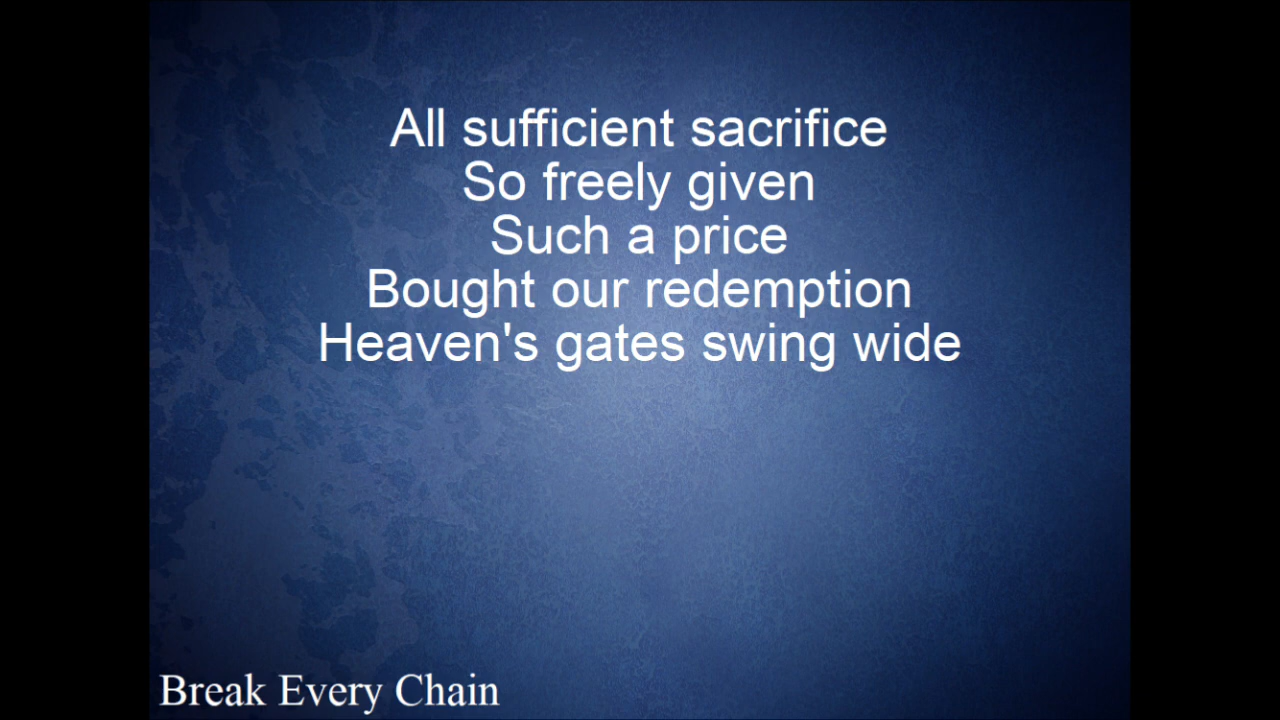 All sufficient sacrifice
So freely given
Such a price
Bought our redemption
Heaven's gates swing wide
Break Every Chain